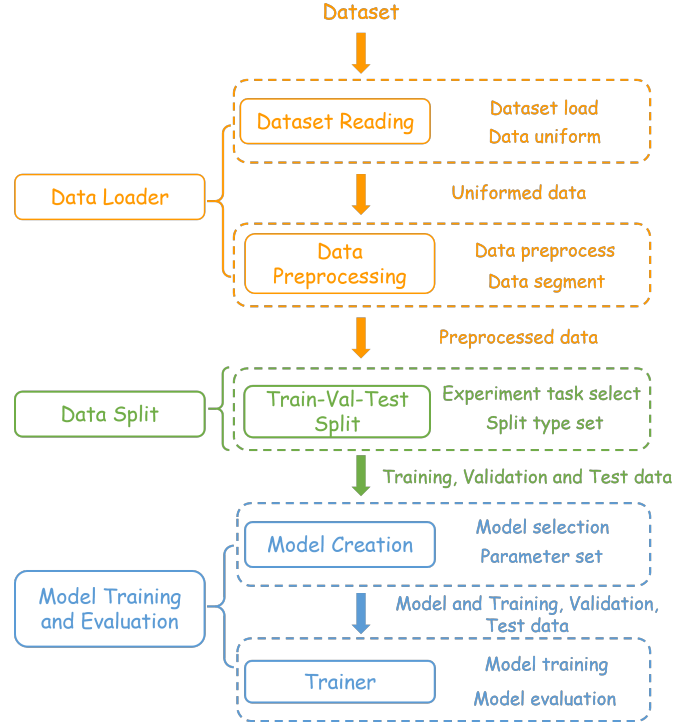 Dataset
Dataset Reading
Dataset load
Data uniform
Data Loader
Uniformed data
Data
Preprocessing
Data preprocess
Data segment
Preprocessed data
Data Split
Train-Val-Test
Split
Experiment task select
Split type set
Training, Validation and Test data
Model Creation
Model selection
Parameter set
Model Training
and Evaluation
Model and Training, Validation,
Test data
Trainer
Model training
Model evaluation